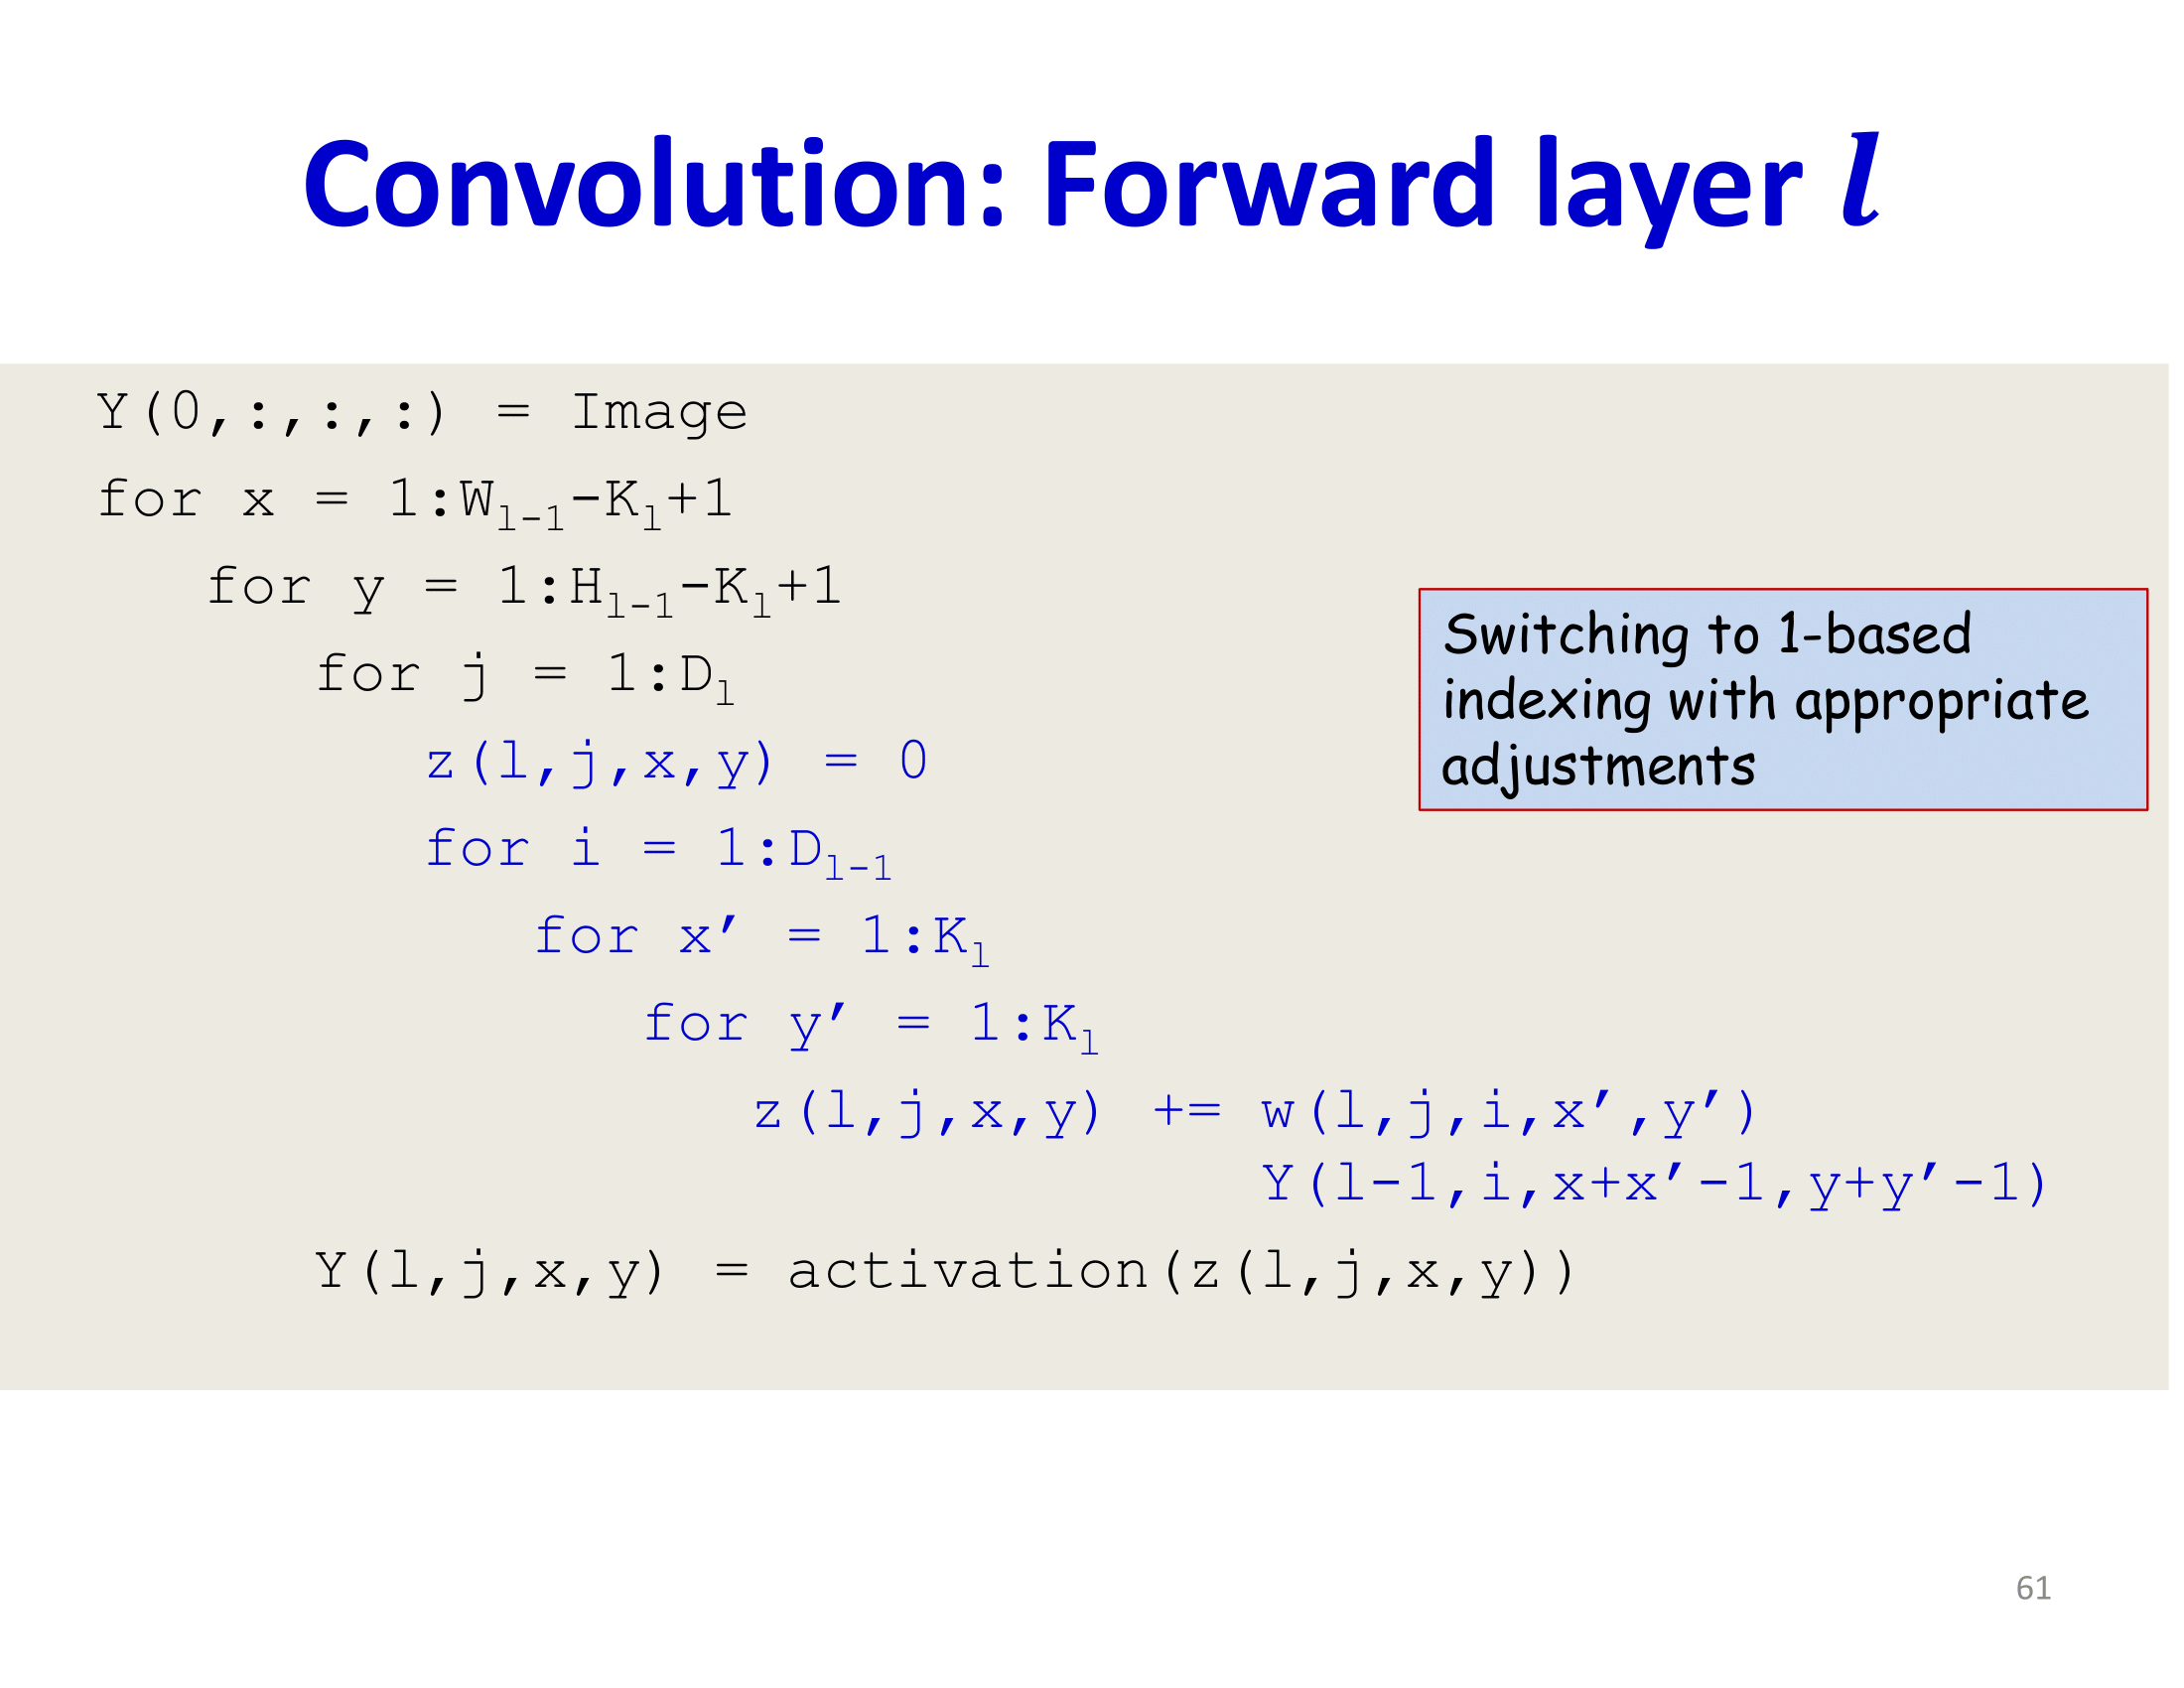 Convolution: Forward layer l
Y(0,:,:,:) = Image
for x = 1:W_{l-1}-K_l+1
for y = 1:H_{l-1}-K_l+1
for j = 1:D_l
z(l,j,x,y) = 0
for i = 1:D_{l-1}
for x′ = 1:K_l
for y′ = 1:K_l
z(l,j,x,y) += w(l,j,i,x′,y′)
Y(l-1,i,x+x′-1,y+y′-1)
Y(l,j,x,y) = activation(z(l,j,x,y))
Switching to 1-based
indexing with appropriate
adjustments
61